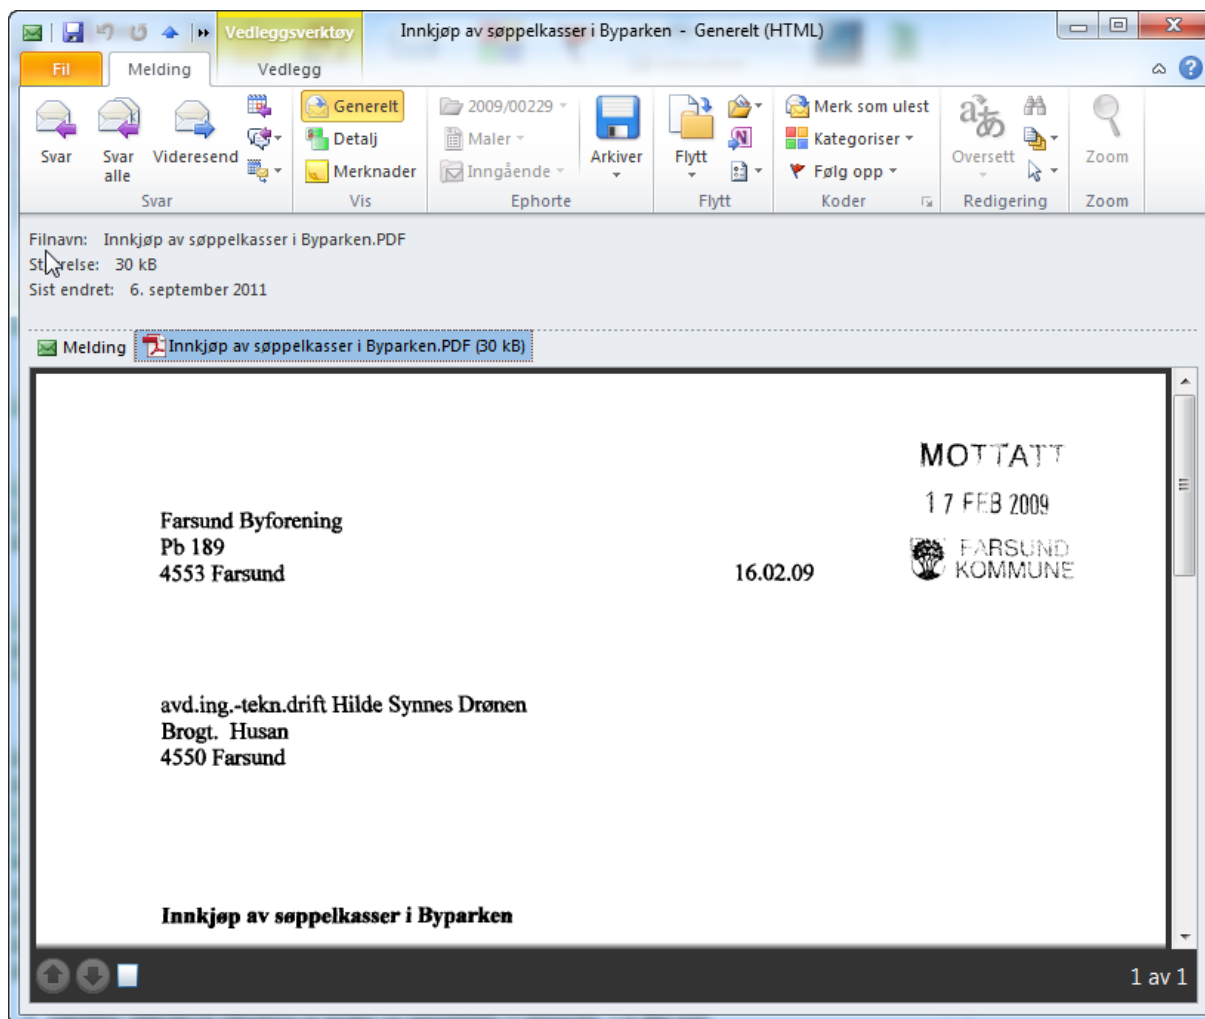 Vedleggsverktøy
Innkjøp av søppelkasser i Byparken - Generelt (HTML)
Fil
Melding
Vedlegg
Svar
Svar alle
Videresend
Svar
Generelt
Detalj
Merknader
Vis
2009/00229
Maler
Inngående
Arkiver
Ephorte
Flytt
Flytt
Merk som ulest
Kategoriser
Følg opp
Koder
Oversett
Redigering
Zoom
Zoom
Filnavn: Innkjøp av søppelkasser i Byparken.PDF
Størrelse: 30 kB
Sist endret: 6. september 2011
Melding
Innkjøp av søppelkasser i Byparken.PDF (30 kB)
MOTTATT
17 FEB 2009
FARSUND
KOMMUNE
Farsund Byforening
Pb 189
4553 Farsund
16.02.09
avd.ing.-tekn.drift Hilde Synnes Drønen
Brogt. Husan
4550 Farsund
Innkjøp av søppelkasser i Byparken
1 av 1